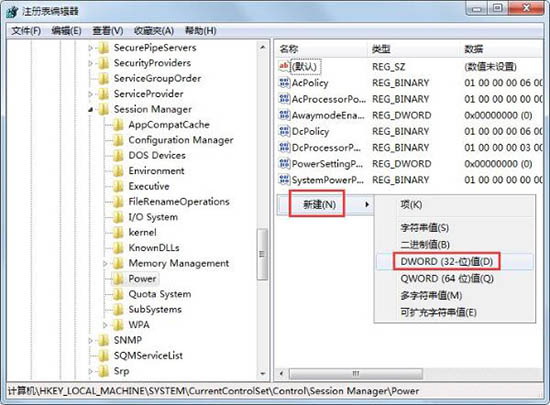 注册表编辑器
文件(F) 编辑(E) 查看(V) 收藏夹(A) 帮助(H)
SecurePipeServers
SecurityProviders
ServiceGroupOrder
ServiceProvider
Session Manager
AppCompatCache
Configuration Manager
DOS Devices
Environment
Executive
FileRenameOperations
I/O System
kernel
KnownDLLs
Memory Management
Power
Quota System
SubSystems
WPA
SNMP
SQMServiceList
Srp
名称 类型 数据
(默认) REG_SZ (数值未设置)
AcPolicy REG_BINARY 01 00 00 00 06 00
AcProcessorPo... REG_BINARY 01 00 00 00 03 00
AwaymodeEna... REG_DWORD 0x00000000 (0)
DcPolicy REG_BINARY 01 00 00 00 06 00
DcProcessorP... REG_BINARY 01 00 00 00 03 00
PowerSettingP... REG_DWORD 0x00000000 (0)
SystemPowerP... REG_BINARY 01 00 00 00 00 00
新建(N)
项(K)
字符串值(S)
二进制值(B)
DWORD (32-位)值(D)
QWORD (64 位)值(Q)
多字符串值(M)
可扩充字符串值(E)
计算机\HKEY_LOCAL_MACHINE\SYSTEM\CurrentControlSet\Control\Session Manager\Power